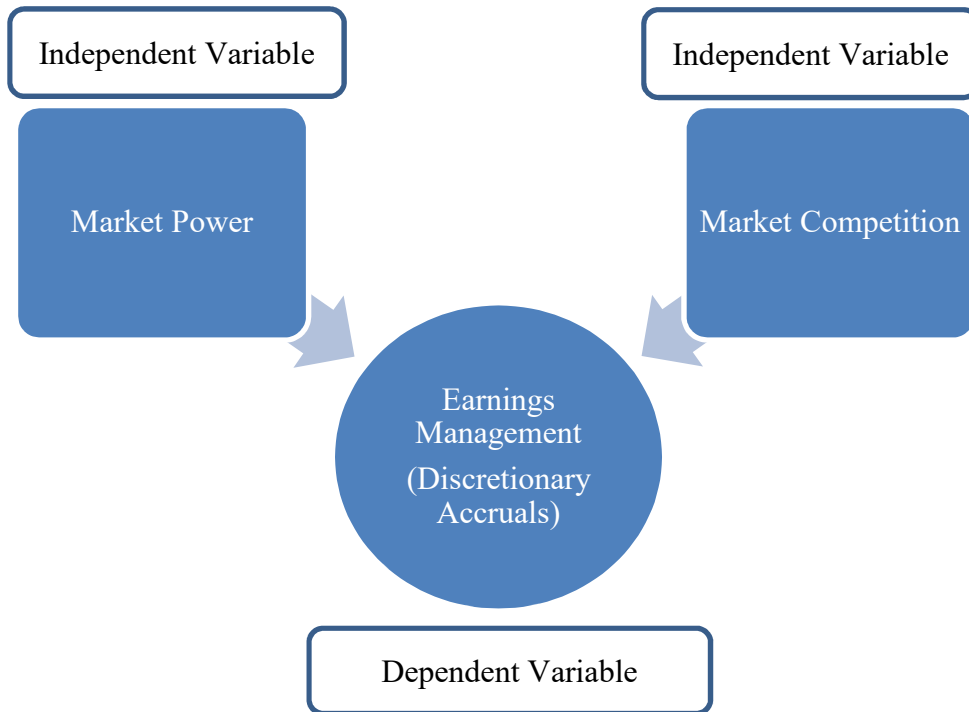 Independent Variable
Independent Variable
Market Power
Market Competition
Earnings
Management
(Discretionary
Accruals)
Dependent Variable